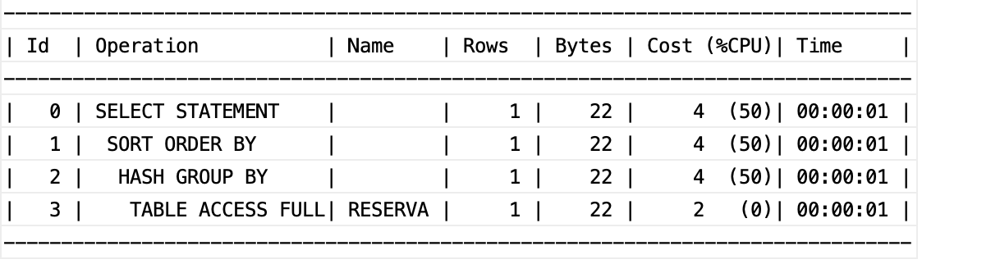 --------------------------------------------------------------------------------
| Id  | Operation           | Name    | Rows  | Bytes | Cost (%CPU)| Time     |
--------------------------------------------------------------------------------
|   0 | SELECT STATEMENT    |         |     1 |    22 |     4  (50)| 00:00:01 |
|   1 |  SORT ORDER BY      |         |     1 |    22 |     4  (50)| 00:00:01 |
|   2 |   HASH GROUP BY     |         |     1 |    22 |     4  (50)| 00:00:01 |
|   3 |    TABLE ACCESS FULL| RESERVA |     1 |    22 |     2   (0)| 00:00:01 |
--------------------------------------------------------------------------------